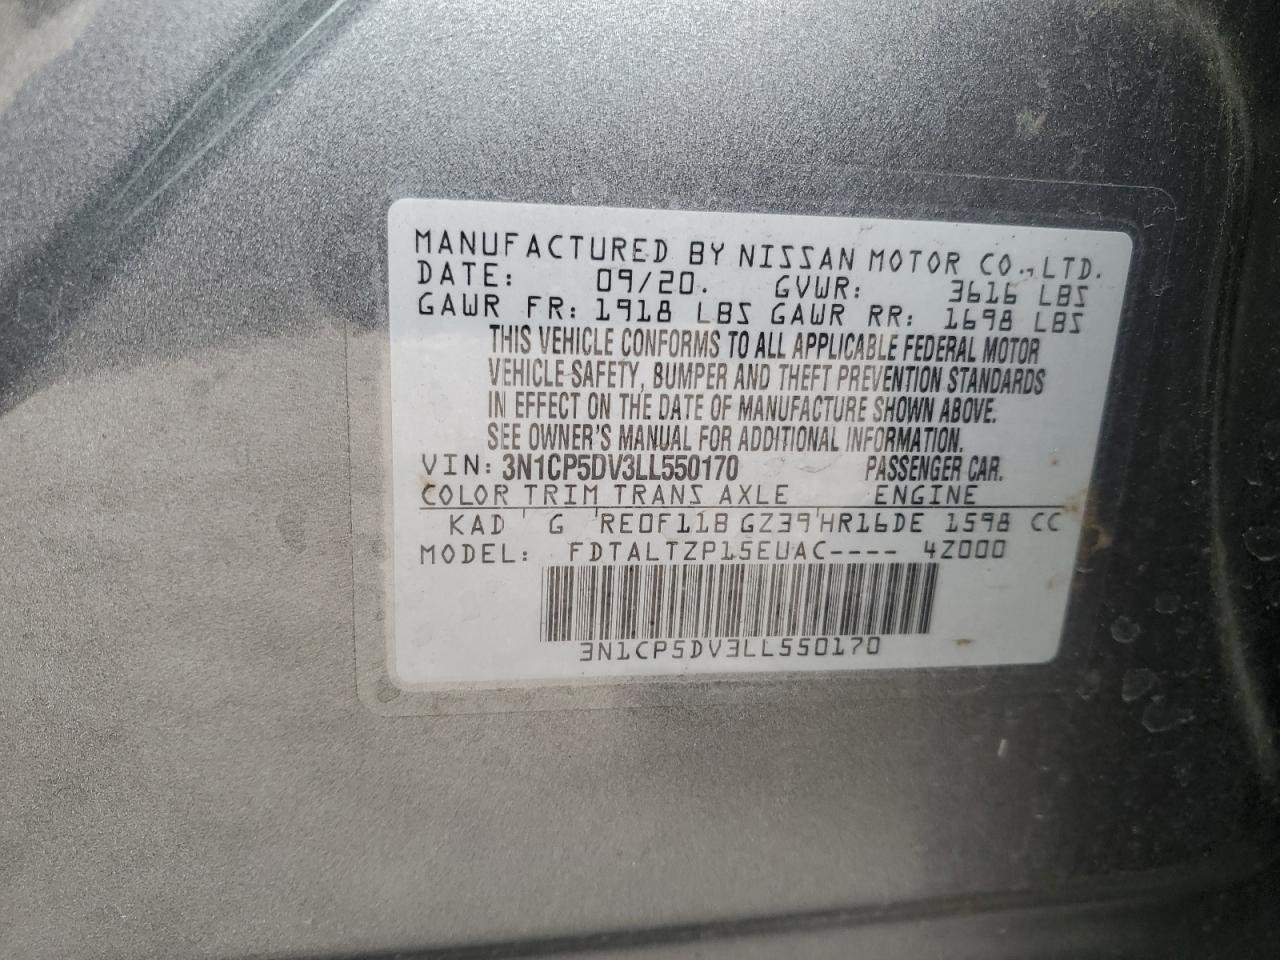 MANUFACTURED BY NISSAN MOTOR CO., LTD.
DATE: 09/20. GVWR: 3616 LBS
GAWR FR: 1918 LBS GAWR RR: 1698 LBS
THIS VEHICLE CONFORMS TO ALL APPLICABLE FEDERAL MOTOR
VEHICLE SAFETY, BUMPER AND THEFT PREVENTION STANDARDS
IN EFFECT ON THE DATE OF MANUFACTURE SHOWN ABOVE.
SEE OWNER'S MANUAL FOR ADDITIONAL INFORMATION.
VIN: 3N1CP5DV3LL550170 PASSENGER CAR.
COLOR TRIM TRANS AXLE ENGINE
KAD ' G ' RE0F11B GZ39'HR16DE 1598 CC
MODEL: FDTALTZP15EUAC---- 4Z000
3N1CP5DV3LL550170